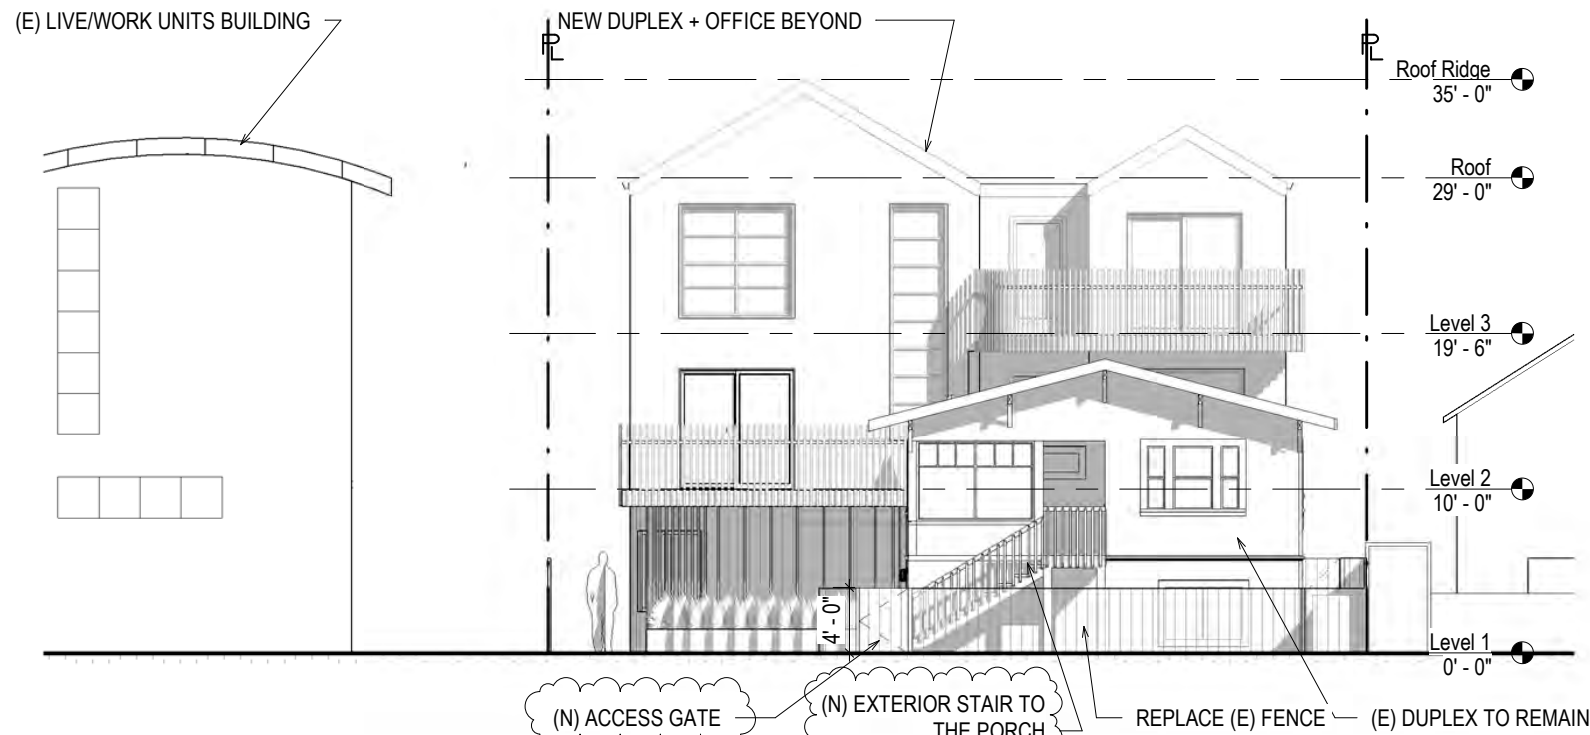 (E) LIVE/WORK UNITS BUILDING
NEW DUPLEX + OFFICE BEYOND
PL
PL
Roof Ridge
35' - 0"
Roof
29' - 0"
Level 3
19' - 6"
Level 2
10' - 0"
4' - 0"
Level 1
0' - 0"
(N) ACCESS GATE
(N) EXTERIOR STAIR TO
THE PORCH
REPLACE (E) FENCE
(E) DUPLEX TO REMAIN